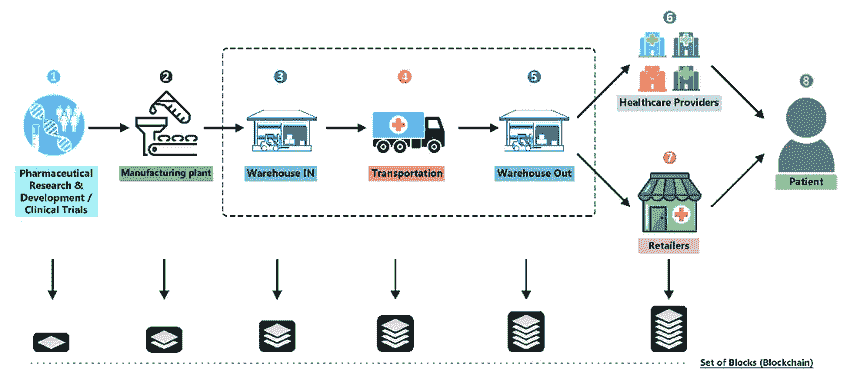 1
2
3
4
5
6
7
8
Pharmaceutical
Research &
Development /
Clinical Trials
Manufacturing plant
Warehouse IN
Transportation
Warehouse Out
Healthcare Providers
Retailers
Patient
Set of Blocks (Blockchain)